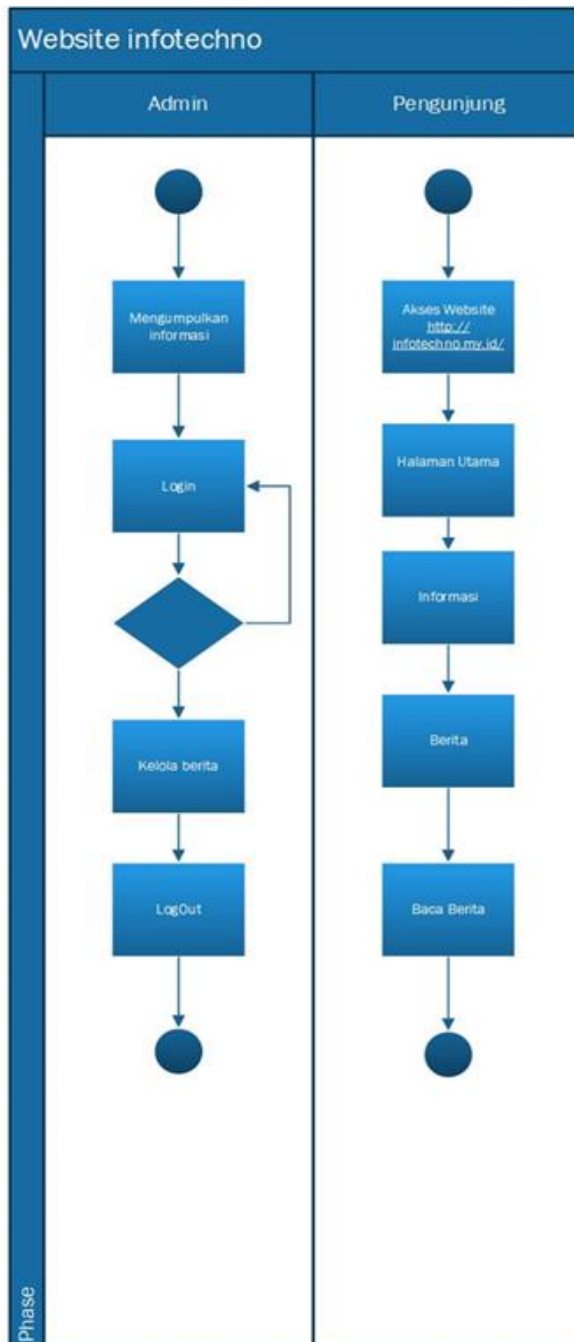 Website infotechno
Admin
Pengunjung
Mengumpulkan
informasi
Login
Kelola berita
LogOut
Akses Website
http://
infotechno.my.id/
Halaman Utama
Informasi
Berita
Baca Berita
Phase